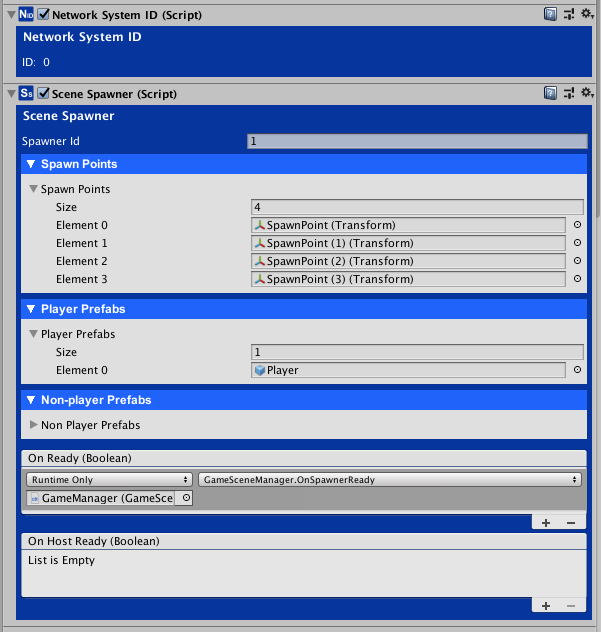 NID Network System ID (Script)
Network System ID
ID: 0
Ss Scene Spawner (Script)
Scene Spawner
Spawner Id 1
Spawn Points
Spawn Points
Size 4
Element 0 SpawnPoint (Transform)
Element 1 SpawnPoint (1) (Transform)
Element 2 SpawnPoint (2) (Transform)
Element 3 SpawnPoint (3) (Transform)
Player Prefabs
Player Prefabs
Size 1
Element 0 Player
Non-player Prefabs
Non Player Prefabs
On Ready (Boolean)
Runtime Only GameSceneManager.OnSpawnerReady
GameManager (GameSce
+ −
On Host Ready (Boolean)
List is Empty
+ −